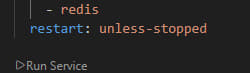 - redis
restart: unless-stopped
Run Service